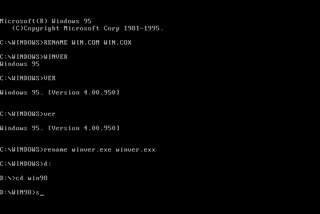 Microsoft(R) Windows 95
(C)Copyright Microsoft Corp 1981-1995.
C:\WINDOWS>RENAME WIN.COM WIN.COX
C:\WINDOWS>WINVER
Windows 95
C:\WINDOWS>VER
Windows 95. [Version 4.00.950]
C:\WINDOWS>ver
Windows 95. [Version 4.00.950]
C:\WINDOWS>rename winver.exe winver.exx
C:\WINDOWS>d:
D:\>cd win98
D:\WIN98>s_